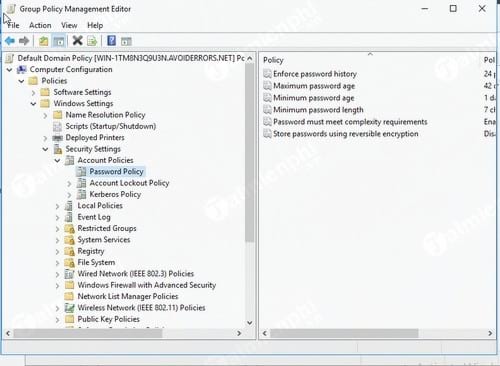 Group Policy Management Editor
File Action View Help
Default Domain Policy [WIN-1TM8N3Q9U3N.AVOIDERRORS.NET] Po
Computer Configuration
Policies
Software Settings
Windows Settings
Name Resolution Policy
Scripts (Startup/Shutdown)
Deployed Printers
Security Settings
Account Policies
Password Policy
Account Lockout Policy
Kerberos Policy
Local Policies
Event Log
Restricted Groups
System Services
Registry
File System
Wired Network (IEEE 802.3) Policies
Windows Firewall with Advanced Security
Network List Manager Policies
Wireless Network (IEEE 802.11) Policies
Public Key Policies
Policy Pol
Enforce password history 24 p
Maximum password age 42 d
Minimum password age 1 da
Minimum password length 7 ch
Password must meet complexity requirements Ena
Store passwords using reversible encryption Disa
Taimienphi